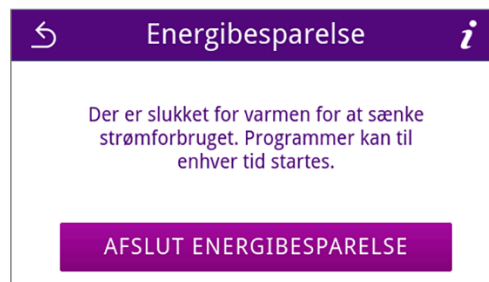 Energibesparelse
Der er slukket for varmen for at sænke
strømforbruget. Programmer kan til
enhver tid startes.
AFSLUT ENERGIBESPARELSE